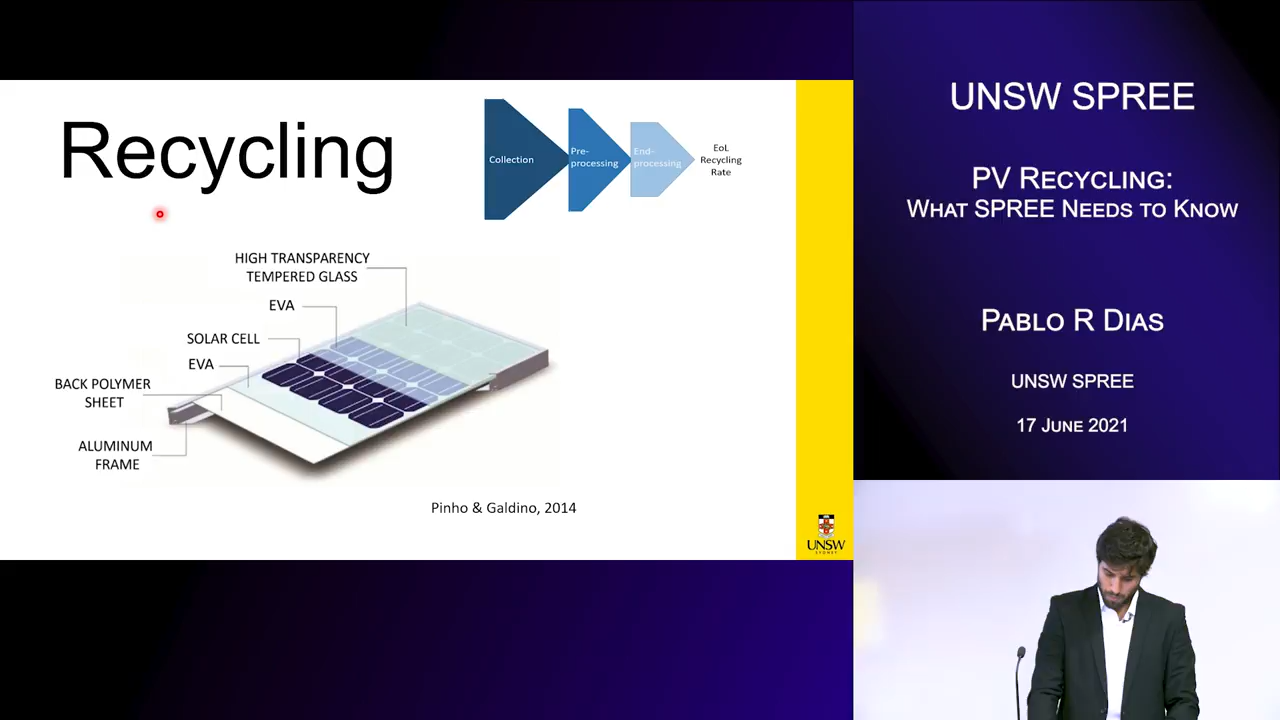 Recycling
Collection
Pre-
processing
End-
processing
EoL
Recycling
Rate
HIGH TRANSPARENCY
TEMPERED GLASS
EVA
SOLAR CELL
EVA
BACK POLYMER
SHEET
ALUMINUM
FRAME
Pinho & Galdino, 2014
UNSW
SYDNEY
UNSW SPREE
PV Recycling:
What SPREE Needs to Know
Pablo R Dias
UNSW SPREE
17 June 2021